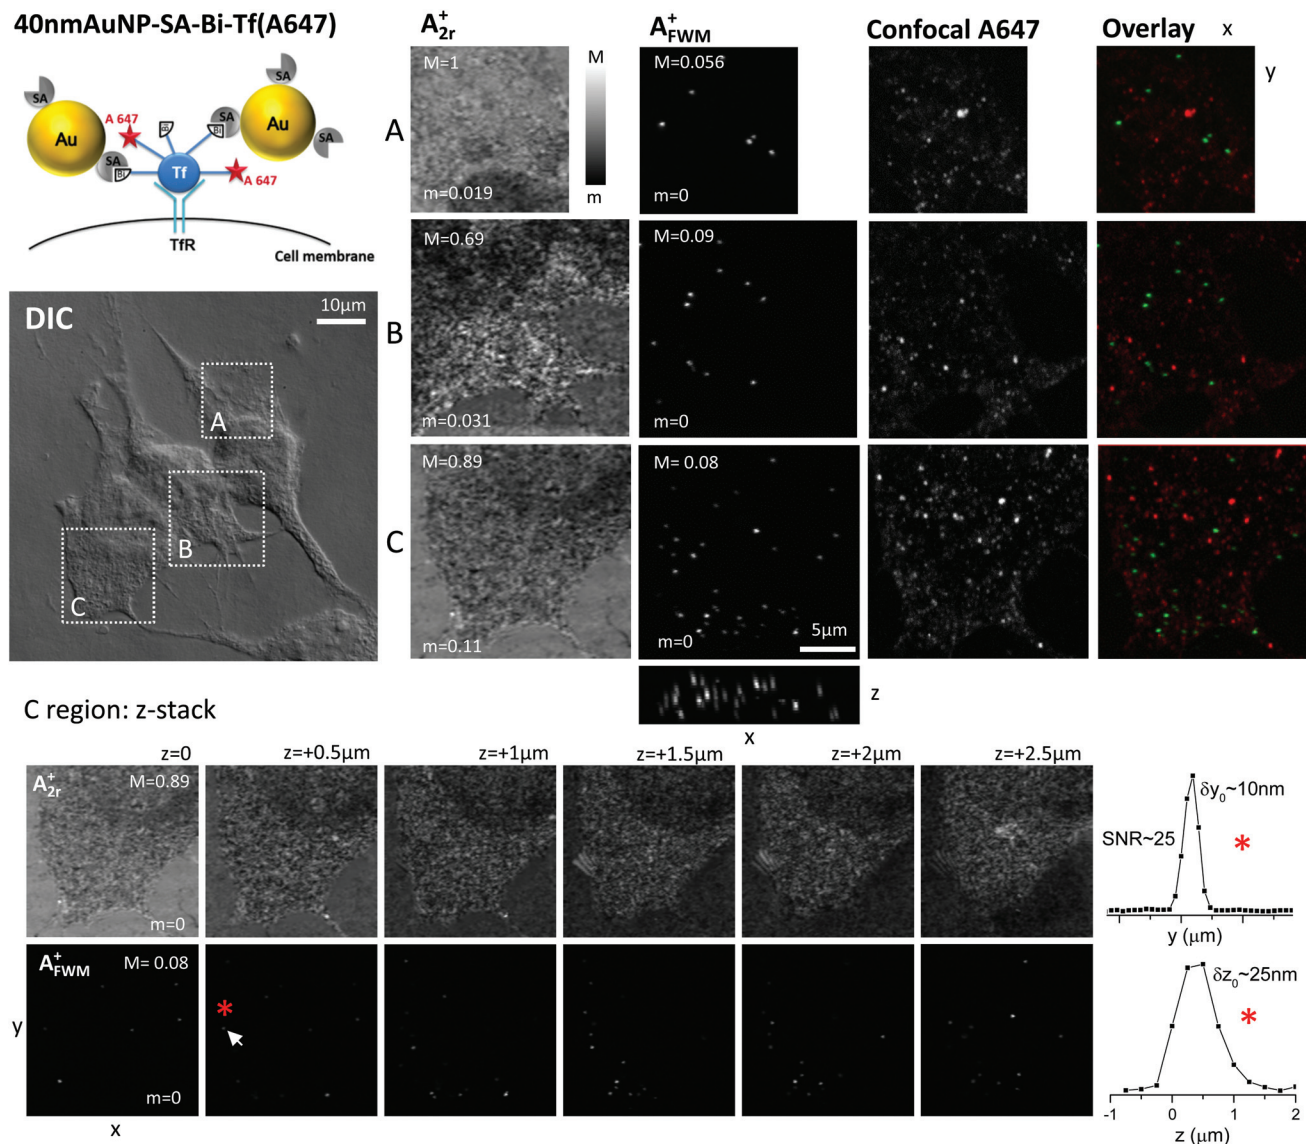 40nmAuNP-SA-Bi-Tf(A647)
A+2r
A+FWM
Confocal A647
Overlay x
y
SA
Au
A 647
Bi
Bi
SA
Au
SA
SA
Bi
Tf
A 647
TfR
Cell membrane
DIC
10µm
A
B
C
A
M=1
m=0.019
M
m
M=0.056
m=0
B
M=0.69
m=0.031
M=0.09
m=0
C
M=0.89
m=0.11
M= 0.08
m=0
5µm
z
x
C region: z-stack
z=0
z=+0.5µm
z=+1µm
z=+1.5µm
z=+2µm
z=+2.5µm
A+2r
M=0.89
m=0
A+FWM
M= 0.08
m=0
*
y
x
δy0~10nm
SNR~25
*
y (µm)
δz0~25nm
*
-1 0 1 2
z (µm)